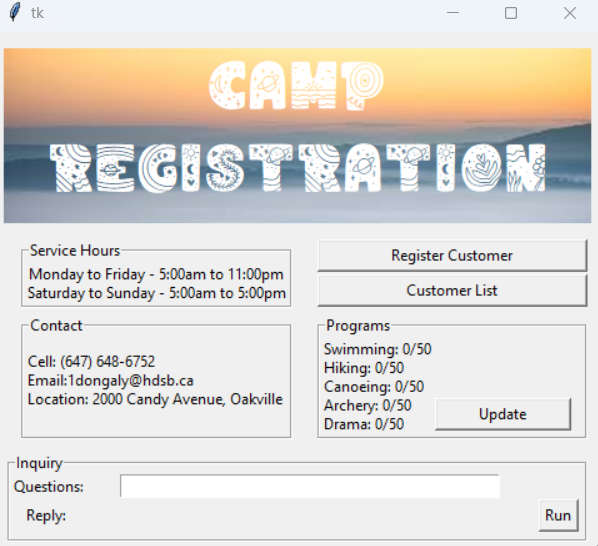 tk
CAMP
REGISTRATION
Service Hours
Monday to Friday - 5:00am to 11:00pm
Saturday to Sunday - 5:00am to 5:00pm
Register Customer
Customer List
Contact
Cell: (647) 648-6752
Email:1dongaly@hdsb.ca
Location: 2000 Candy Avenue, Oakville
Programs
Swimming: 0/50
Hiking: 0/50
Canoeing: 0/50
Archery: 0/50
Drama: 0/50
Update
Inquiry
Questions:
Reply:
Run